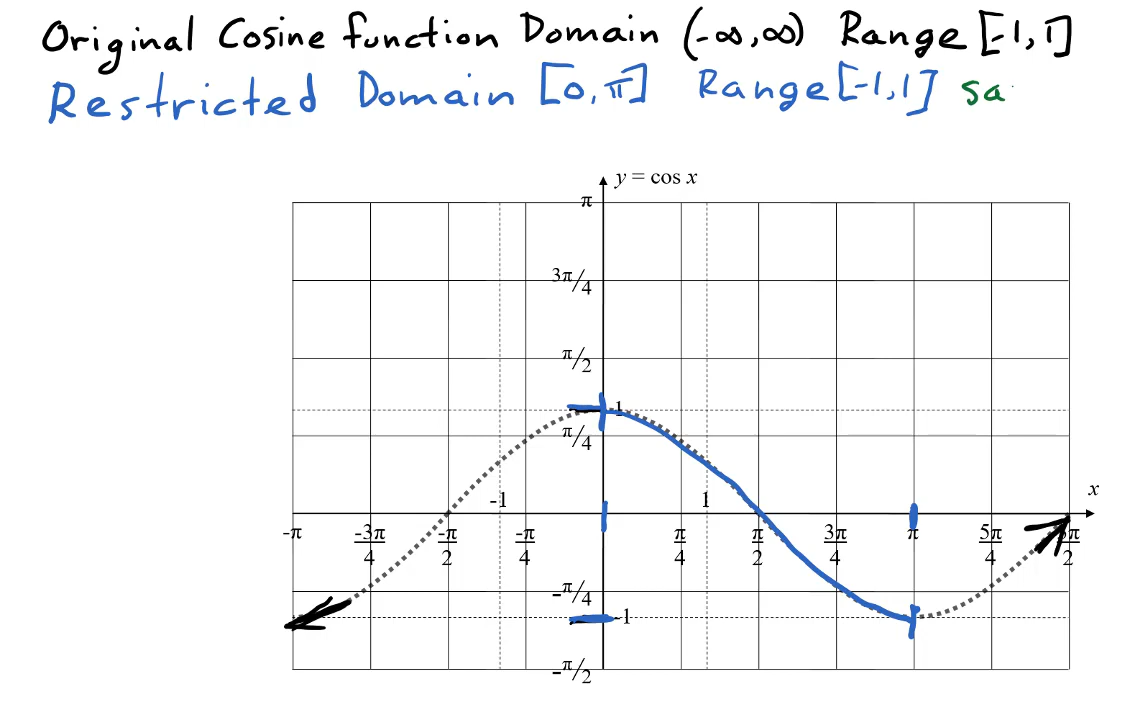 Original Cosine function Domain (-∞,∞) Range [-1,1]
Restricted Domain [0,π] Range [-1,1] sa
y = cos x
π
3π/4
π/2
1
π/4
-1 1 x
-π -3π/4 -π/2 -π/4 π/4 π/2 3π/4 π 5π/4 3π/2
-π/4
-1
-π/2